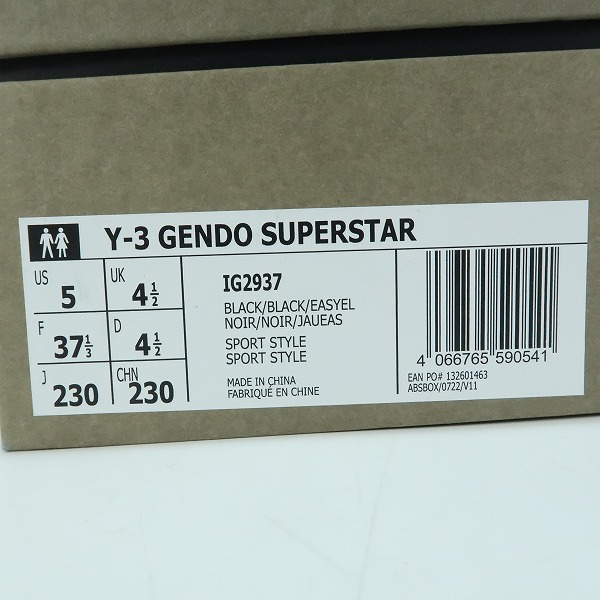 Y-3 GENDO SUPERSTAR
US 5 UK 4 1/2
F 37 1/3 D 4 1/2
J 230 CHN 230
IG2937
BLACK/BLACK/EASYEL
NOIR/NOIR/JAUEAS
SPORT STYLE
SPORT STYLE
MADE IN CHINA
FABRIQUÉ EN CHINE
4 066765 590541
EAN PO# 132601463
ABSBOX/0722/V11